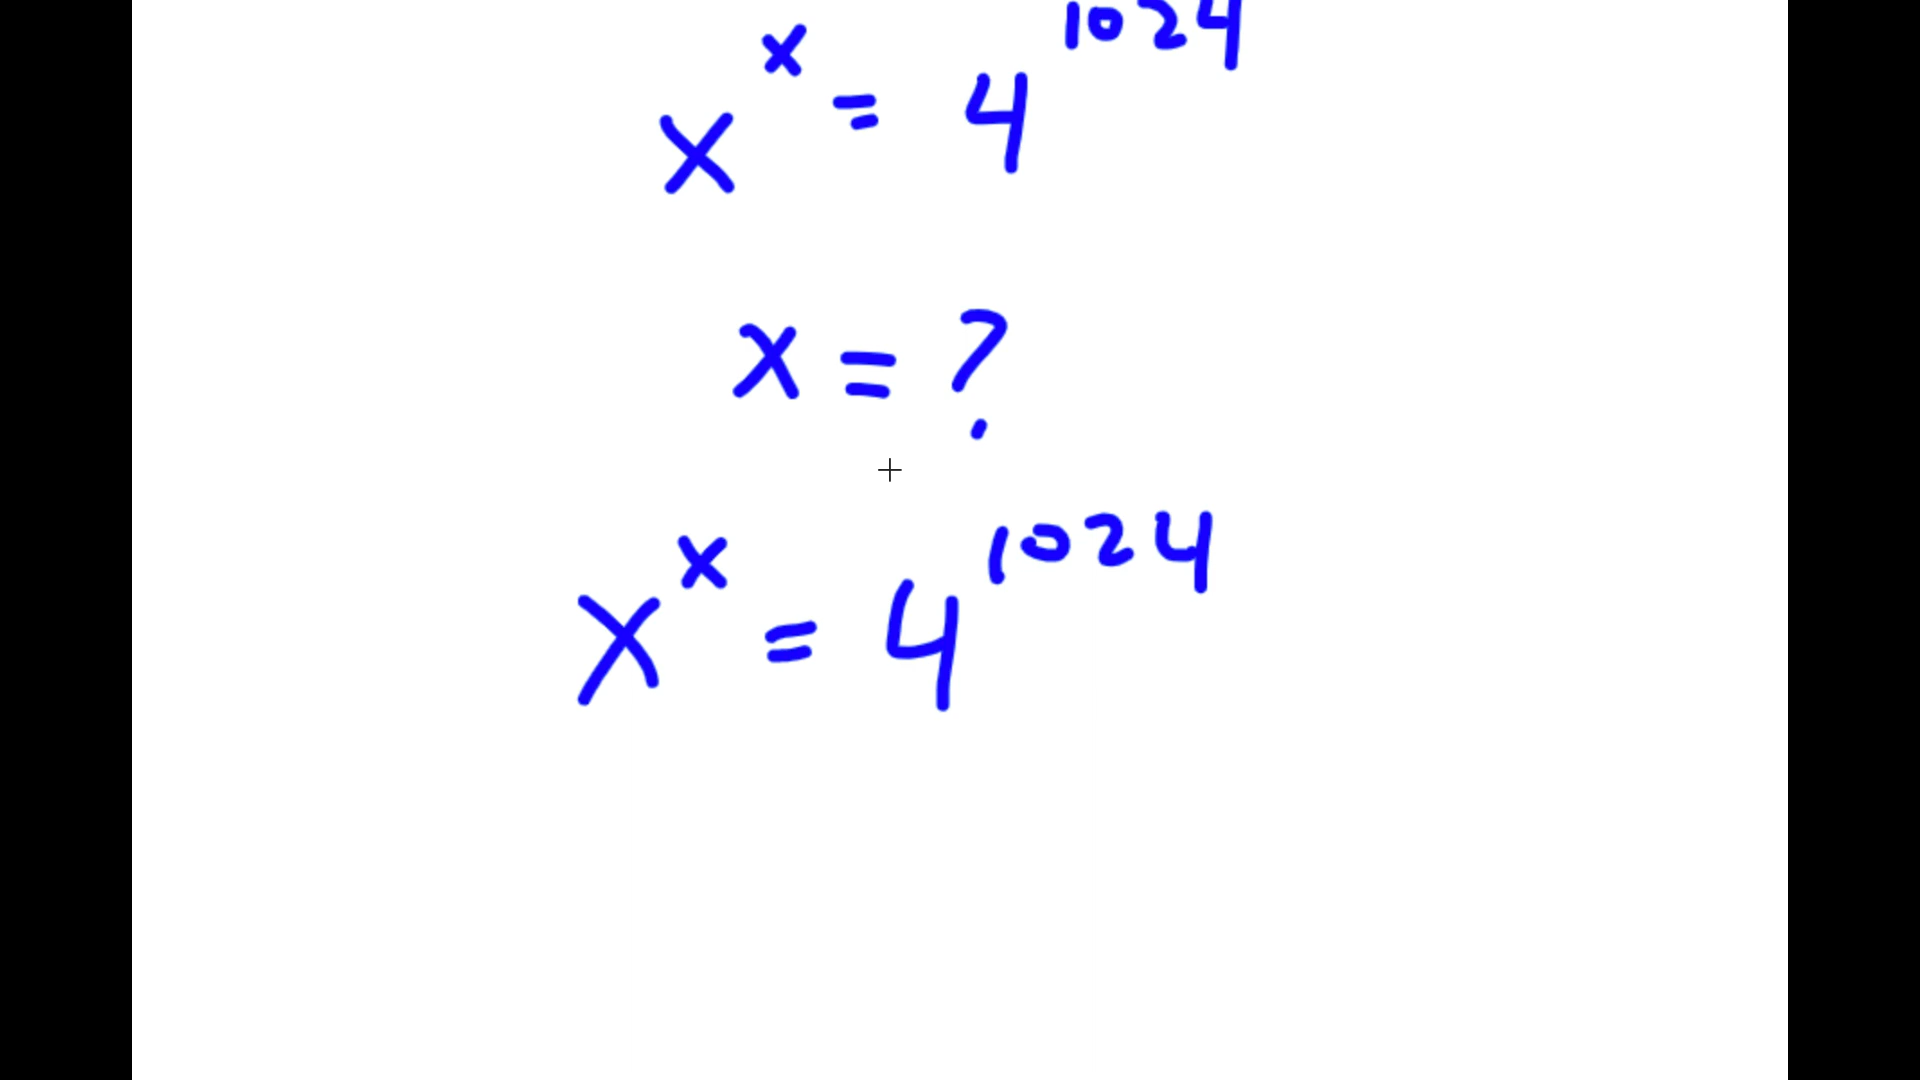 x^x = 4^1024
x = ?
x^x = 4^1024